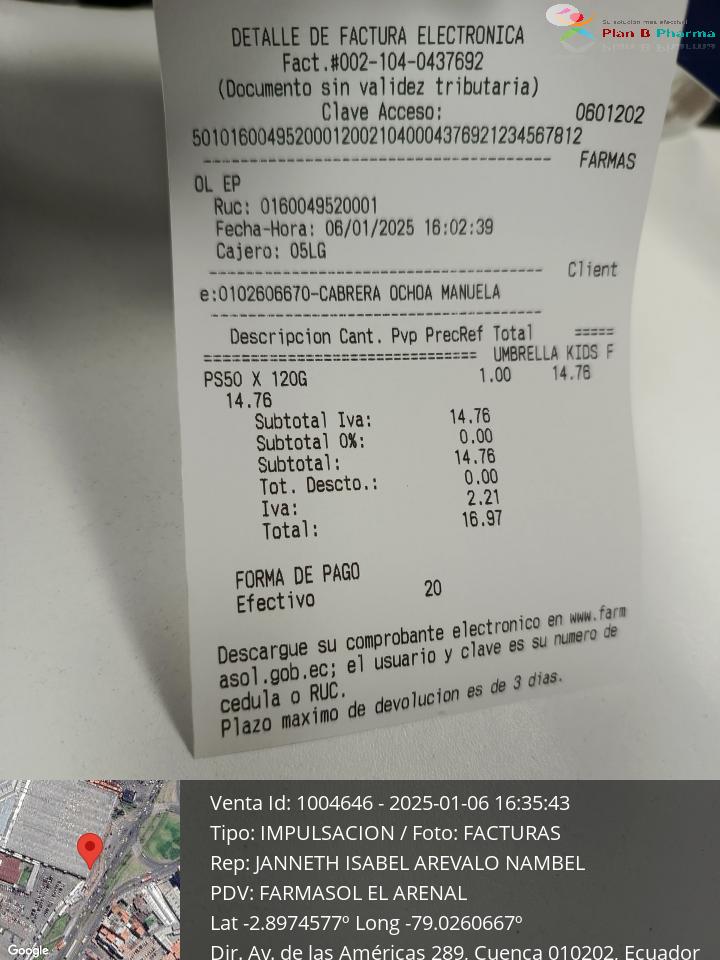 Su solución más efectiva!
Plan B Pharma
DETALLE DE FACTURA ELECTRONICA
Fact.#002-104-0437692
(Documento sin validez tributaria)
Clave Acceso: 0601202
501016004952000120021040004376921234567812
---------------------------------------- FARMAS
OL EP
Ruc: 0160049520001
Fecha-Hora: 06/01/2025 16:02:39
Cajero: 05LG
---------------------------------------- Client
e:0102606670-CABRERA OCHOA MANUELA
----------------------------------------
Descripcion Cant. Pvp PrecRef Total =====
================================ UMBRELLA KIDS F
PS50 X 120G 1.00 14.76
14.76
Subtotal Iva: 14.76
Subtotal 0%: 0.00
Subtotal: 14.76
Tot. Descto.: 0.00
Iva: 2.21
Total: 16.97
FORMA DE PAGO
Efectivo 20
Descargue su comprobante electronico en www.farm
asol.gob.ec; el usuario y clave es su numero de
cedula o RUC.
Plazo maximo de devolucion es de 3 dias.
Venta Id: 1004646 - 2025-01-06 16:35:43
Tipo: IMPULSACION / Foto: FACTURAS
Rep: JANNETH ISABEL AREVALO NAMBEL
PDV: FARMASOL EL ARENAL
Lat -2.8974577º Long -79.0260667º
Dir. Av. de las Américas 289, Cuenca 010202, Ecuador
Google